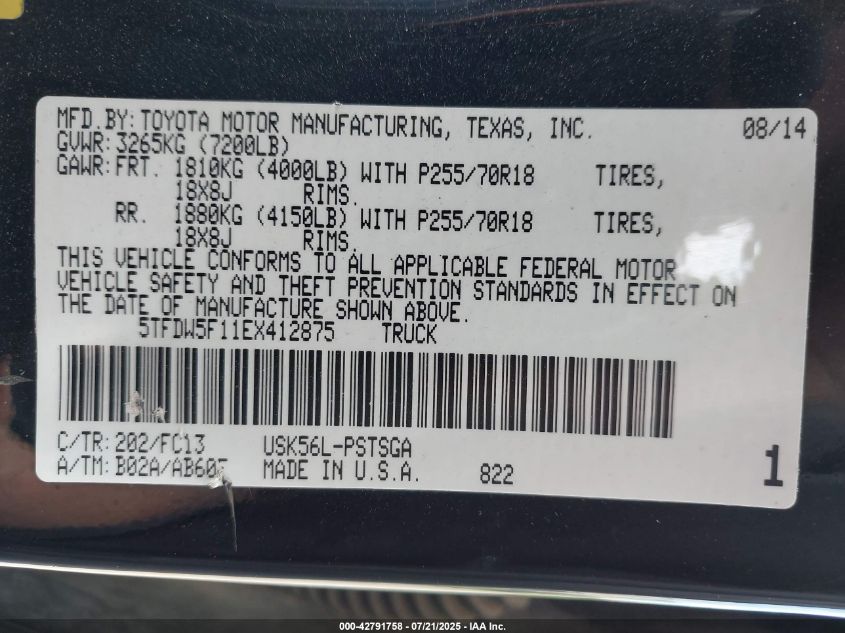 MFD.BY: TOYOTA MOTOR MANUFACTURING, TEXAS, INC. 08/14
GVWR: 3265KG (7200LB)
GAWR: FRT. 1810KG (4000LB) WITH P255/70R18 TIRES,
18X8J RIMS.
RR. 1880KG (4150LB) WITH P255/70R18 TIRES,
18X8J RIMS.
THIS VEHICLE CONFORMS TO ALL APPLICABLE FEDERAL MOTOR
VEHICLE SAFETY AND THEFT PREVENTION STANDARDS IN EFFECT ON
THE DATE OF MANUFACTURE SHOWN ABOVE.
5TFDW5F11EX412875 TRUCK
C/TR: 202/FC13 USK56L-PSTSGA
A/TM: MADE IN U.S.A. 822 1
000-42791758 - 07/21/2025 - IAA Inc.